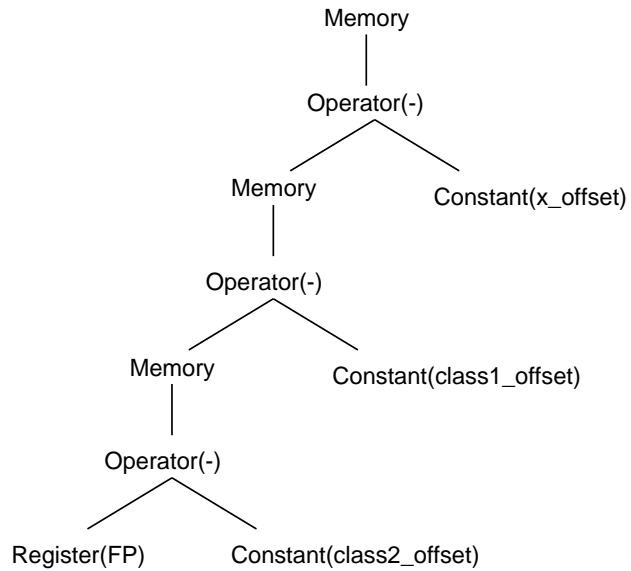 Memory
Operator(-)
Memory
Constant(x_offset)
Operator(-)
Memory
Constant(class1_offset)
Operator(-)
Register(FP)
Constant(class2_offset)